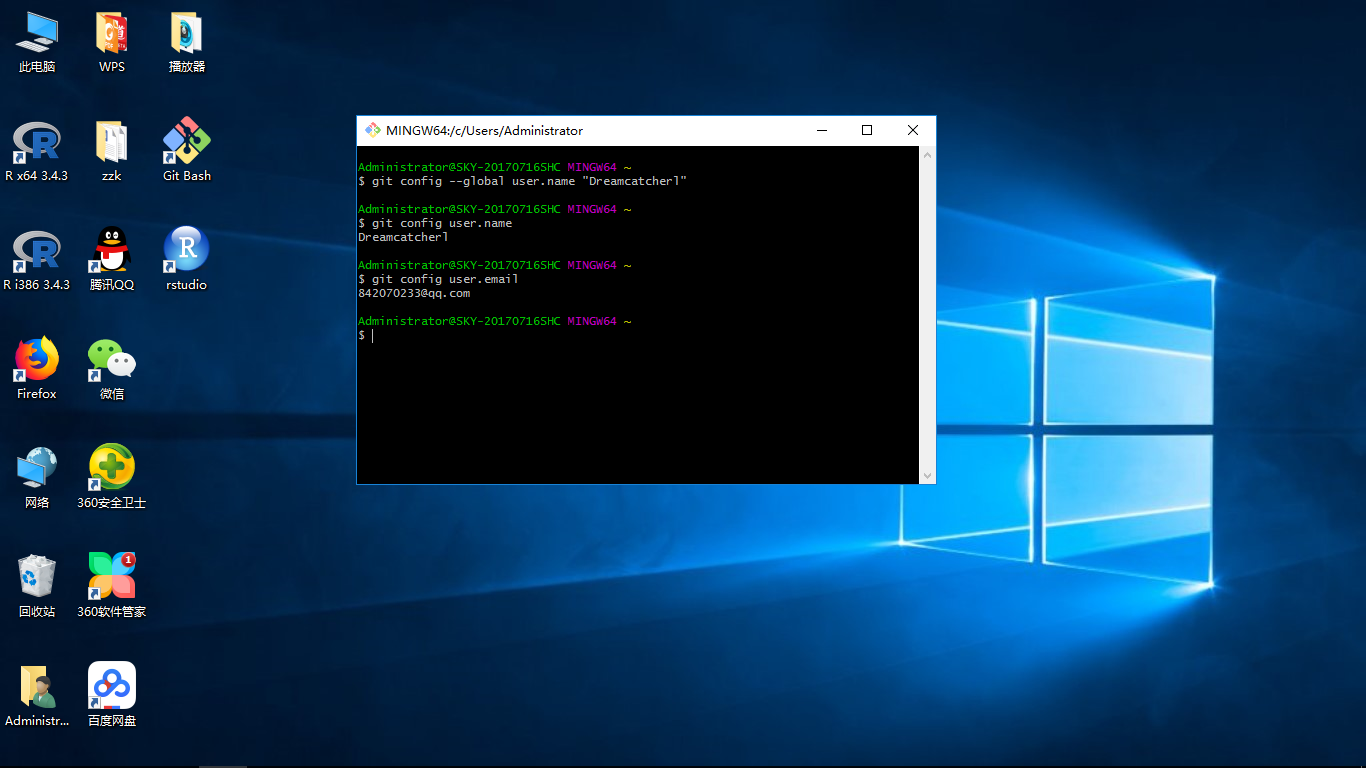 此电脑
WPS
播放器
R x64 3.4.3
zzk
Git Bash
R i386 3.4.3
腾讯QQ
rstudio
Firefox
微信
网络
360安全卫士
回收站
360软件管家
1
Administr...
百度网盘
MINGW64:/c/Users/Administrator
Administrator@SKY-20170716SHC MINGW64 ~
$ git config --global user.name "Dreamcatcherl"
Administrator@SKY-20170716SHC MINGW64 ~
$ git config user.name
Dreamcatcherl
Administrator@SKY-20170716SHC MINGW64 ~
$ git config user.email
842070233@qq.com
Administrator@SKY-20170716SHC MINGW64 ~
$